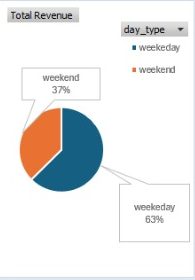 Total Revenue
day_type
weekeday
weekend
weekend
37%
weekeday
63%